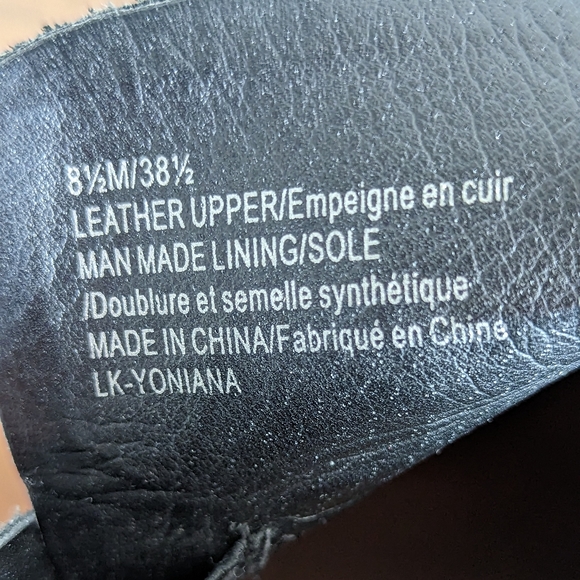 8½M/38½
LEATHER UPPER/Empeigne en cuir
MAN MADE LINING/SOLE
/Doublure et semelle synthétique
MADE IN CHINA/Fabriqué en Chine
LK-YONIANA